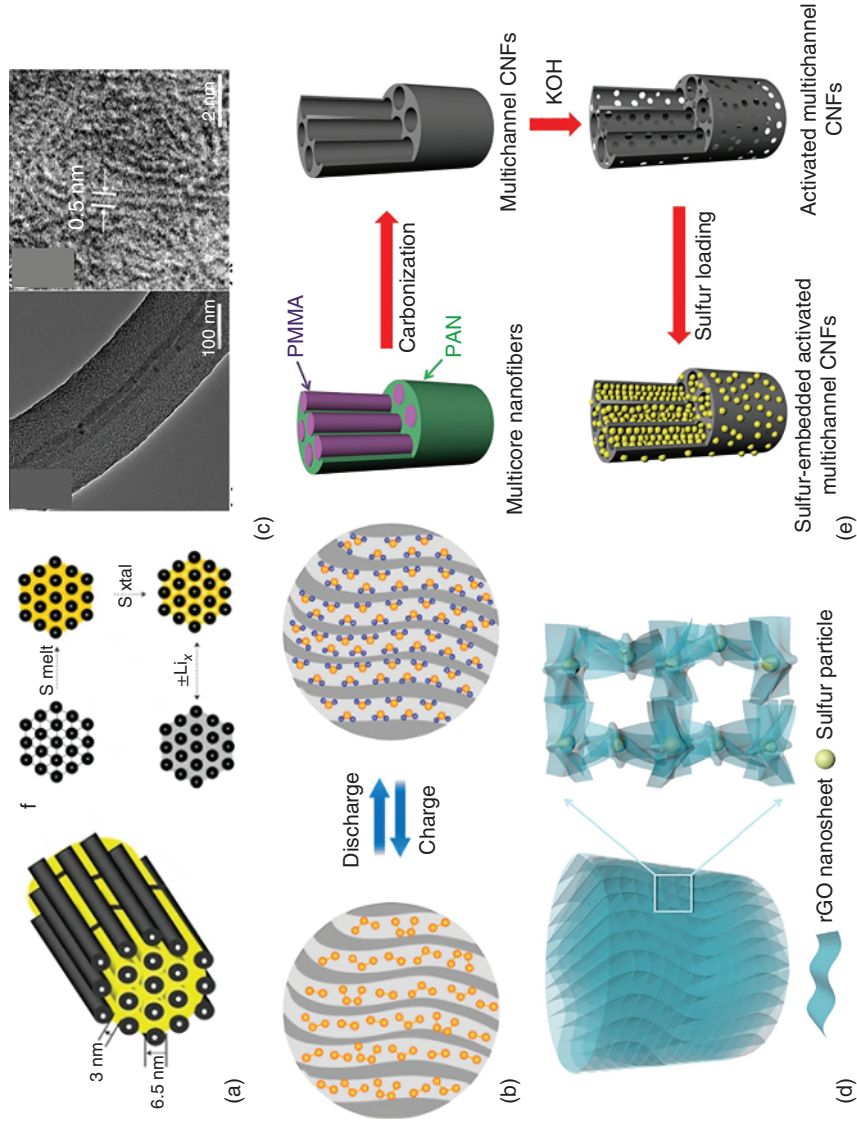 3 nm
6.5 nm
(a)
f
S melt
S xtal
±Liₓ
(c)
100 nm
0.5 nm
2 nm
(b)
Discharge
Charge
PMMA
PAN
Multicore nanofibers
Carbonization
Multichannel CNFs
KOH
Activated multichannel
CNFs
Sulfur loading
Sulfur-embedded activated
multichannel CNFs
(e)
(d)
rGO nanosheet
Sulfur particle